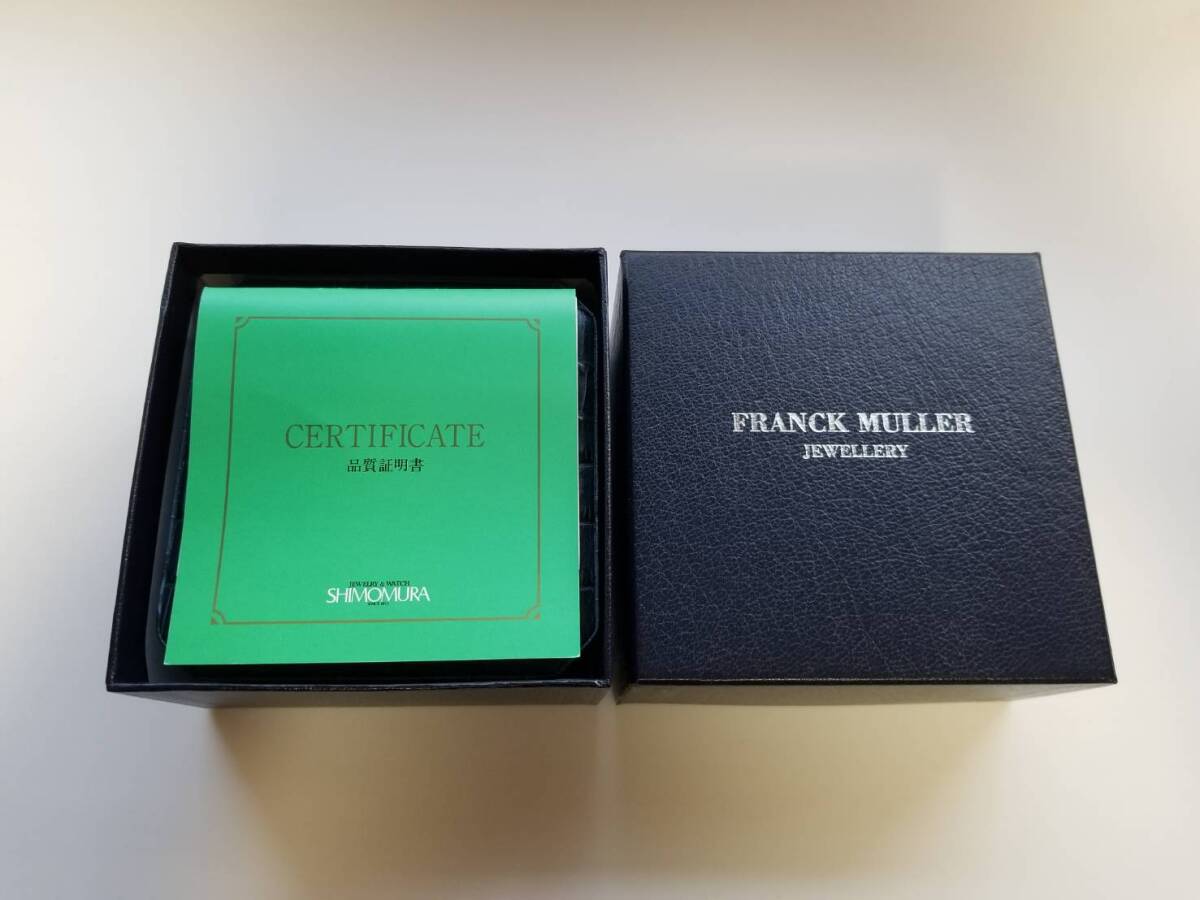 CERTIFICATE
品質証明書
JEWELRY & WATCH
SHIMOMURA
FRANCK MULLER
JEWELLERY